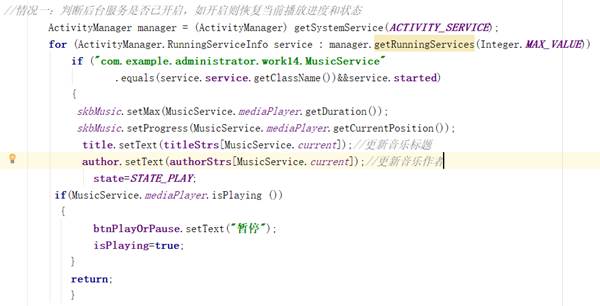 //情况一：判断后台服务是否已开启，如开启则恢复当前播放进度和状态
ActivityManager manager = (ActivityManager) getSystemService(ACTIVITY_SERVICE);
for (ActivityManager.RunningServiceInfo service : manager.getRunningServices(Integer.MAX_VALUE))
if ("com.example.administrator.work14.MusicService"
.equals(service.service.getClassName())&&service.started)
{
skbMusic.setMax(MusicService.mediaPlayer.getDuration());
skbMusic.setProgress(MusicService.mediaPlayer.getCurrentPosition());
title.setText(titleStrs[MusicService.current]);//更新音乐标题
author.setText(authorStrs[MusicService.current]);//更新音乐作者
state=STATE_PLAY;
if(MusicService.mediaPlayer.isPlaying ())
{
btnPlayOrPause.setText("暂停");
isPlaying=true;
}
return;
}